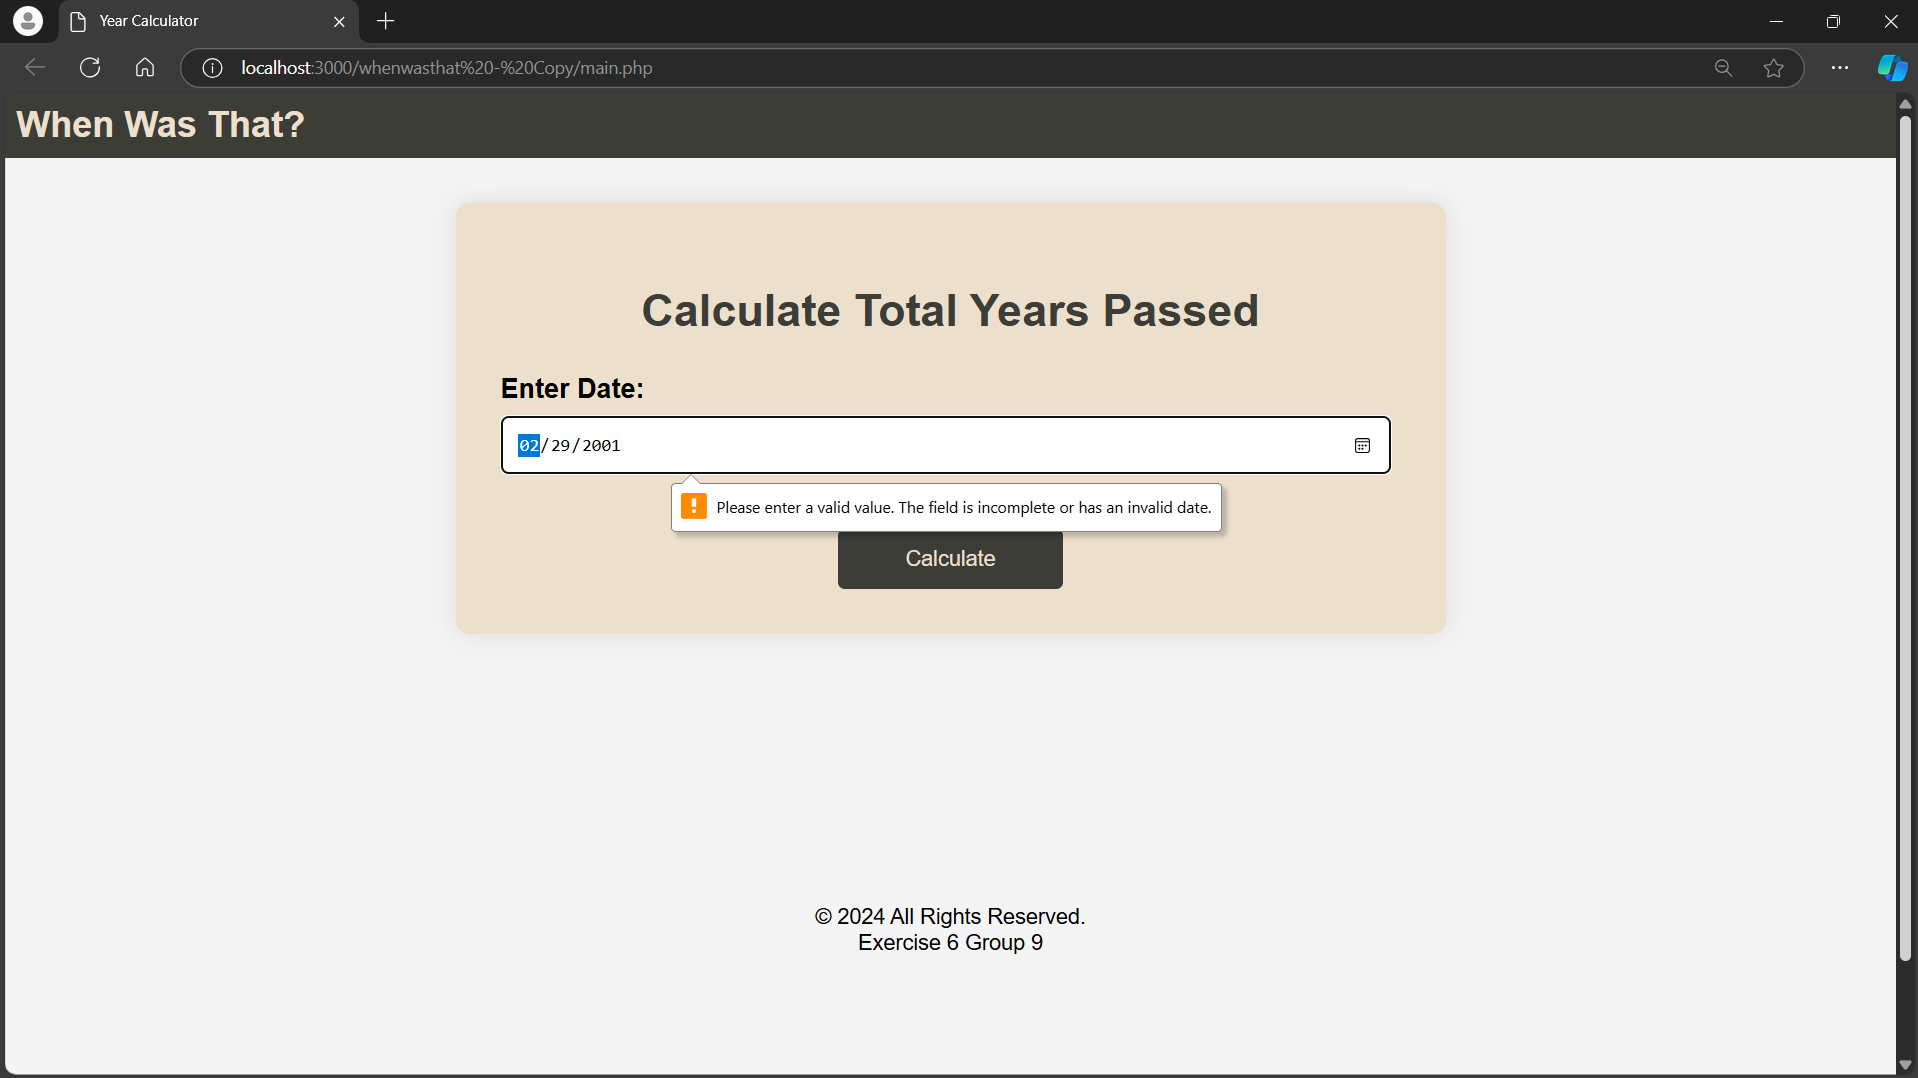 Year Calculator
localhost:3000/whenwasthat%20-%20Copy/main.php
When Was That?
Calculate Total Years Passed
Enter Date:
02/29/2001
! Please enter a valid value. The field is incomplete or has an invalid date.
Calculate
© 2024 All Rights Reserved.
Exercise 6 Group 9